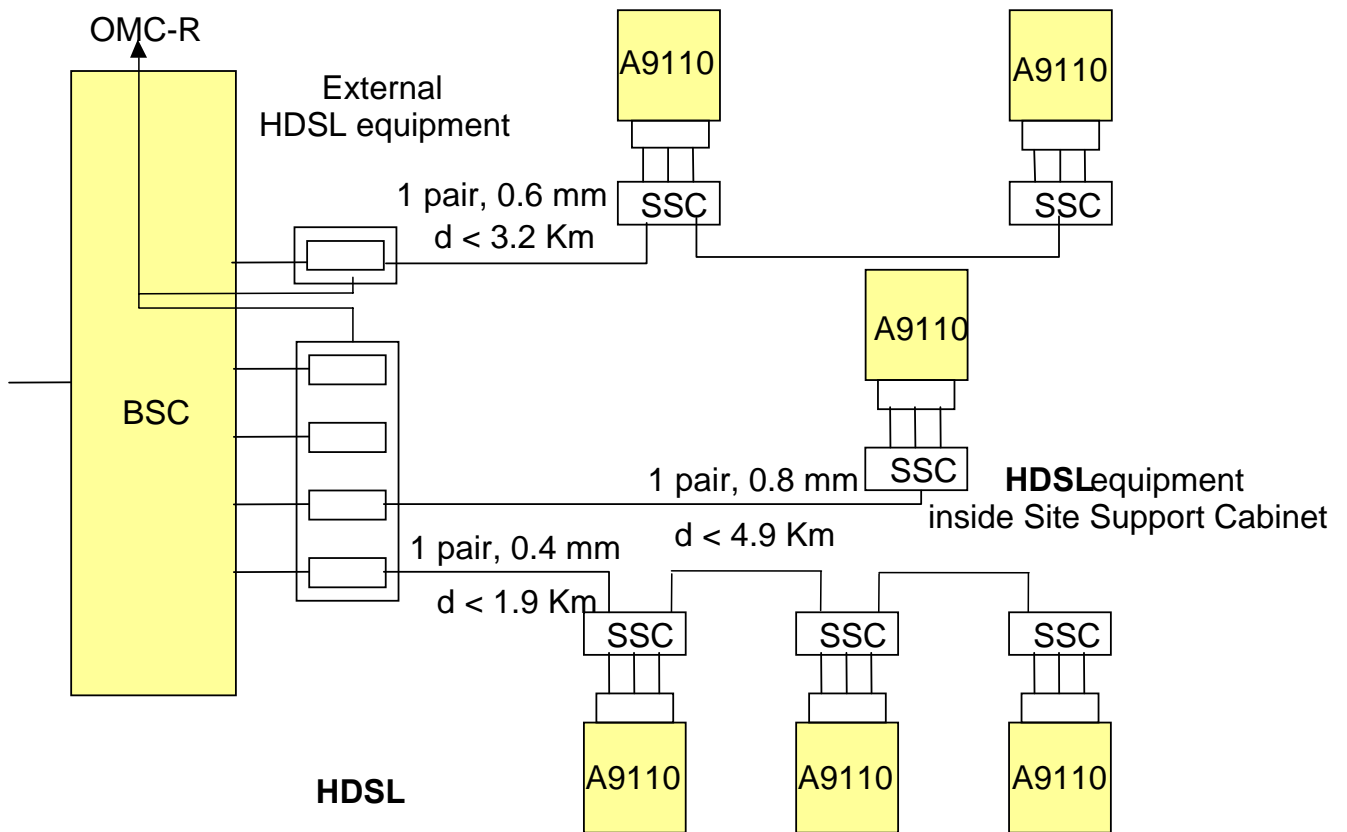 OMC-R
External
HDSL equipment
A9110
A9110
1 pair, 0.6 mm
d < 3.2 Km
SSC
SSC
A9110
BSC
SSC
1 pair, 0.8 mm
d < 4.9 Km
HDSLequipment
inside Site Support Cabinet
1 pair, 0.4 mm
d < 1.9 Km
SSC
SSC
SSC
A9110
A9110
A9110
HDSL